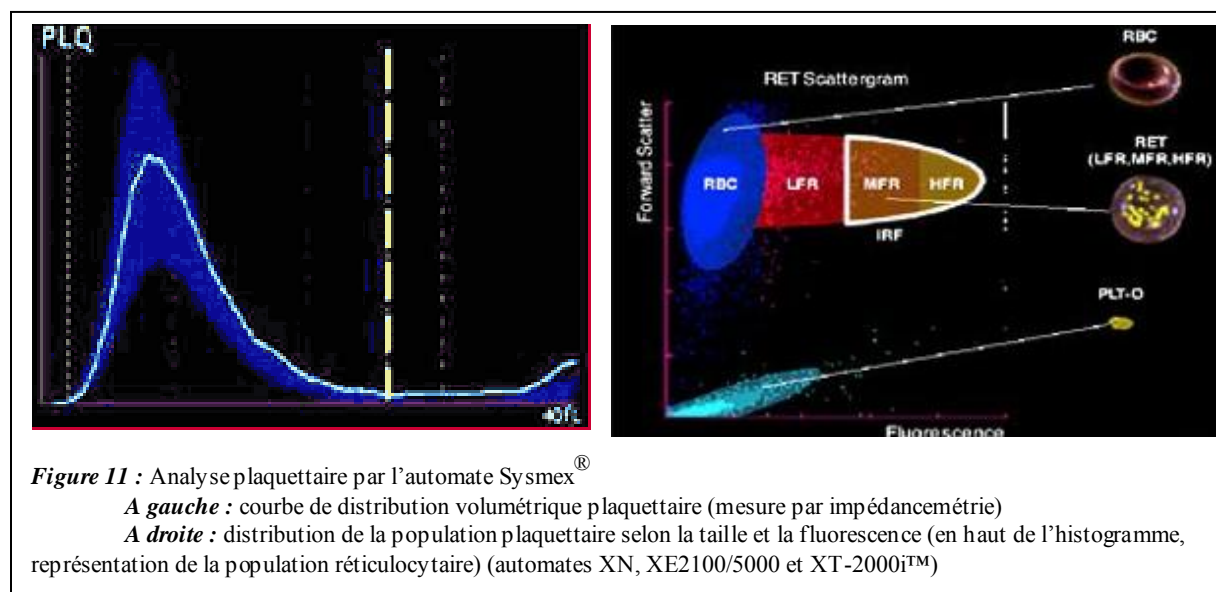 PLQ
40fL
RET Scattergram
RBC
RET
(LFR,MFR,HFR)
RBC
LFR
MFR
HFR
IRF
PLT-O
Forward Scatter
Fluorescence
Figure 11 : Analyse plaquettaire par l’automate Sysmex®
A gauche : courbe de distribution volumétrique plaquettaire (mesure par impédancemétrie)
A droite : distribution de la population plaquettaire selon la taille et la fluorescence (en haut de l’histogramme,
représentation de la population réticulocytaire) (automates XN, XE2100/5000 et XT-2000i™)